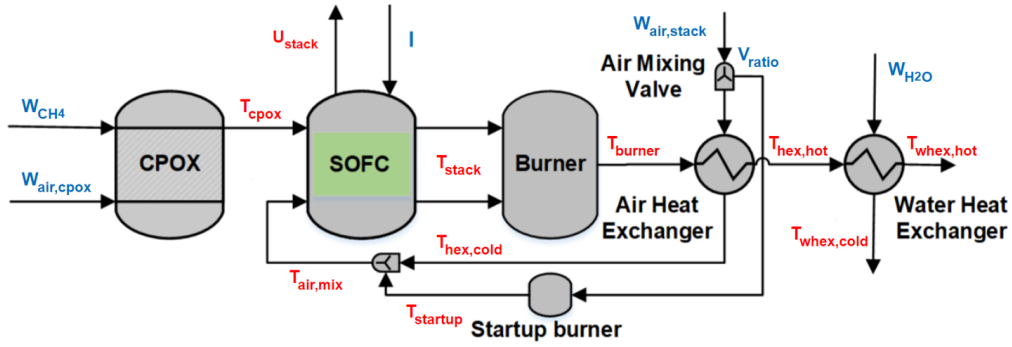 W_air,stack
U_stack
I
V_ratio
Air Mixing
Valve
W_H2O
W_CH4
T_cpox
CPOX
SOFC
Burner
T_stack
T_burner
T_hex,hot
T_whex,hot
W_air,cpox
Air Heat
Exchanger
Water Heat
Exchanger
T_hex,cold
T_whex,cold
T_air,mix
T_startup
Startup burner